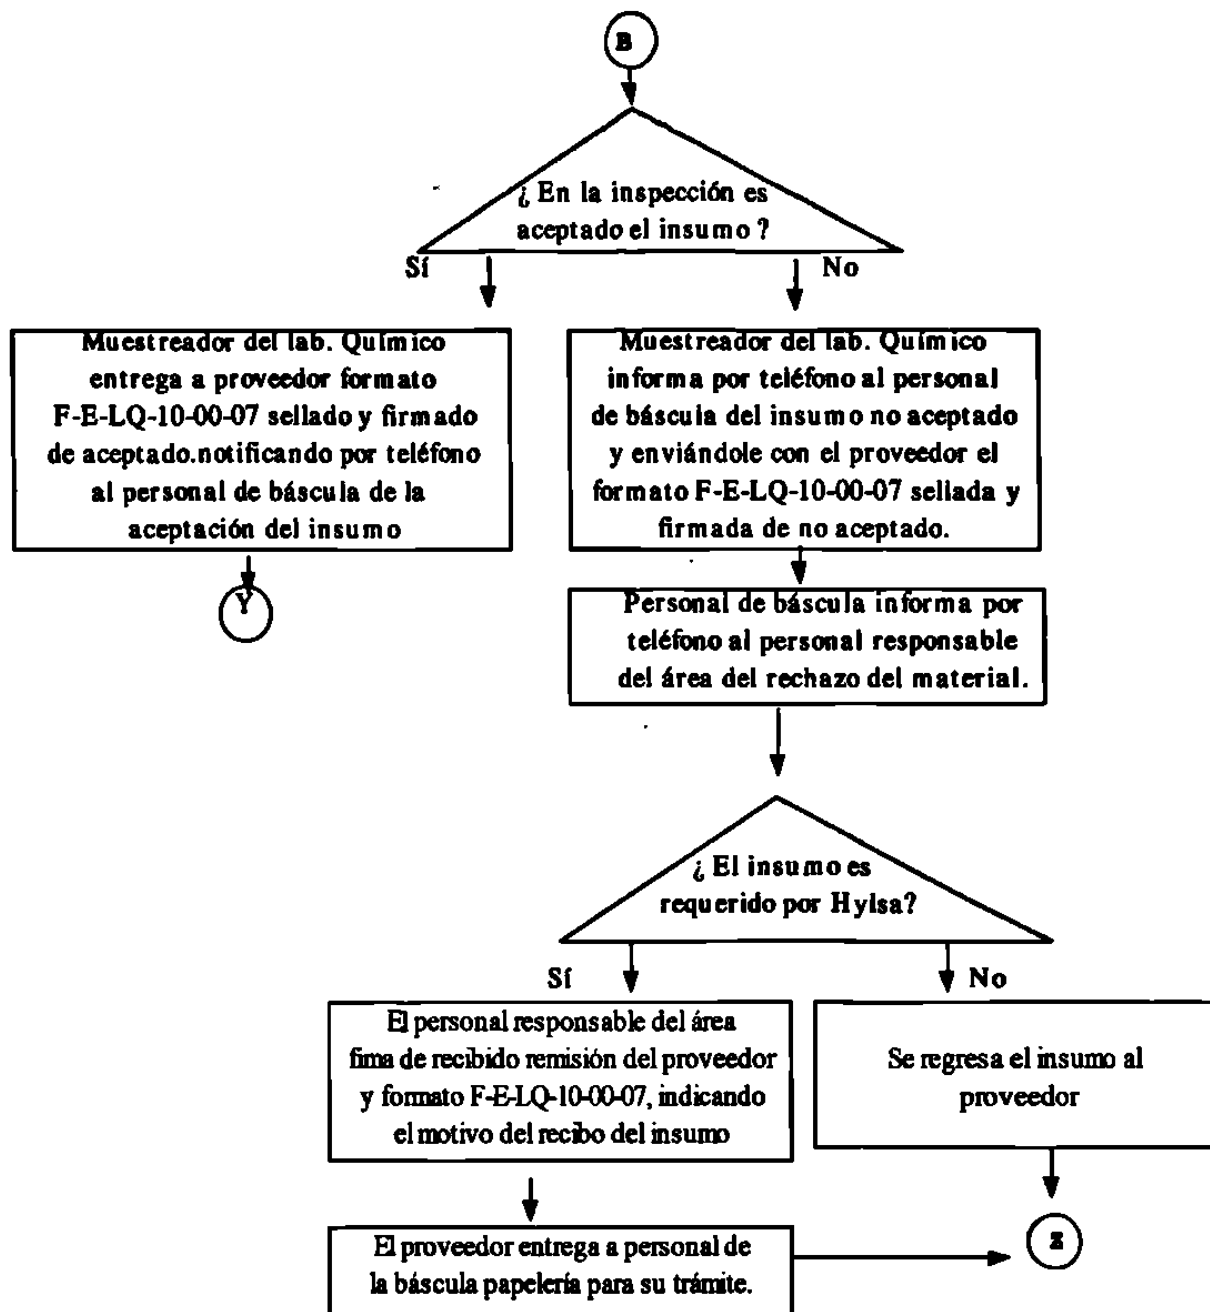 B
¿ En la inspección es
aceptado el insumo ?
Sí
No
Muestreador del lab. Químico
entrega a proveedor formato
F-E-LQ-10-00-07 sellado y firmado
de aceptado.notificando por teléfono
al personal de báscula de la
aceptación del insumo
Muestreador del lab. Químico
informa por teléfono al personal
de báscula del insumo no aceptado
y enviándole con el proveedor el
formato F-E-LQ-10-00-07 sellada y
firmada de no aceptado.
Y
Personal de báscula informa por
teléfono al personal responsable
del área del rechazo del material.
¿ El insumo es
requerido por Hylsa?
Sí
No
El personal responsable del área
fima de recibido remisión del proveedor
y formato F-E-LQ-10-00-07, indicando
el motivo del recibo del insumo
Se regresa el insumo al
proveedor
El proveedor entrega a personal de
la báscula papelería para su trámite.
Z